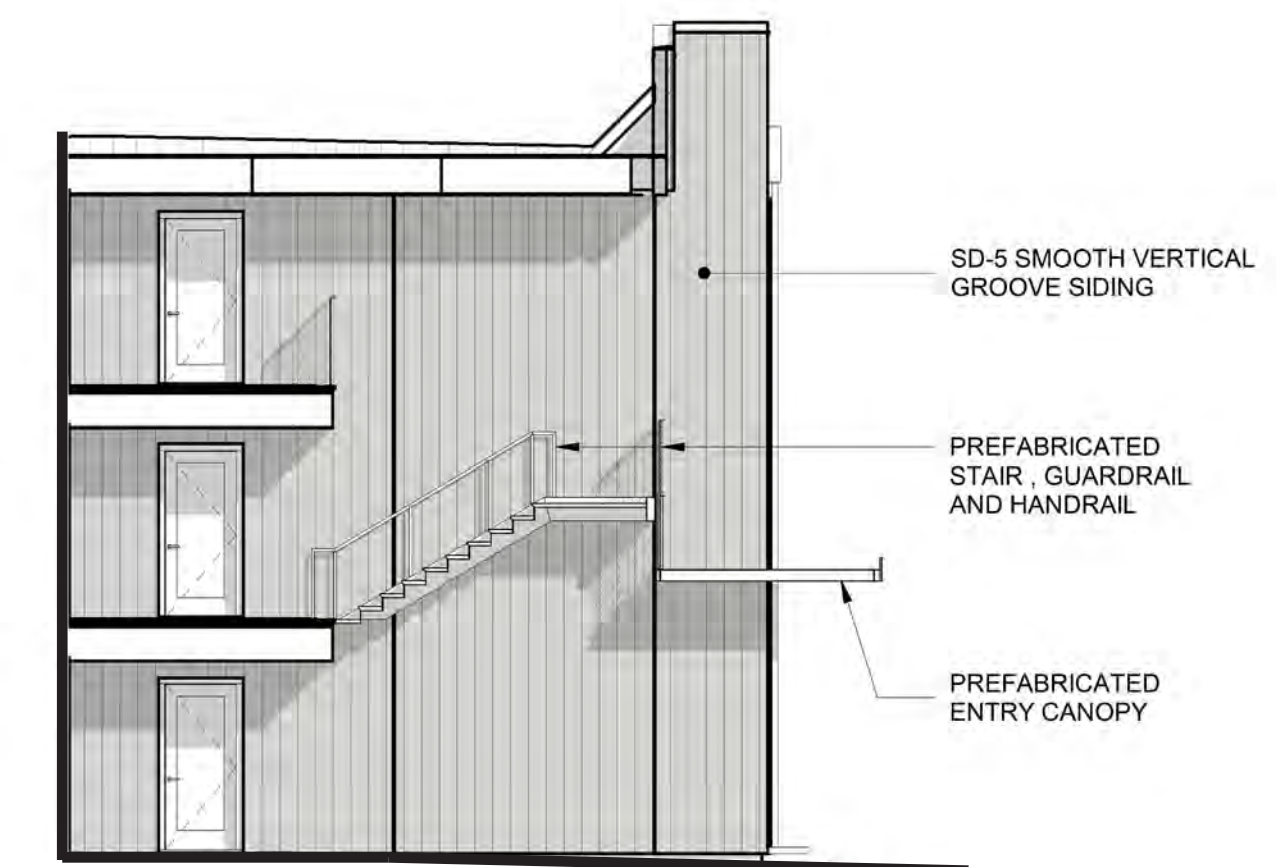 SD-5 SMOOTH VERTICAL
GROOVE SIDING
PREFABRICATED
STAIR , GUARDRAIL
AND HANDRAIL
PREFABRICATED
ENTRY CANOPY